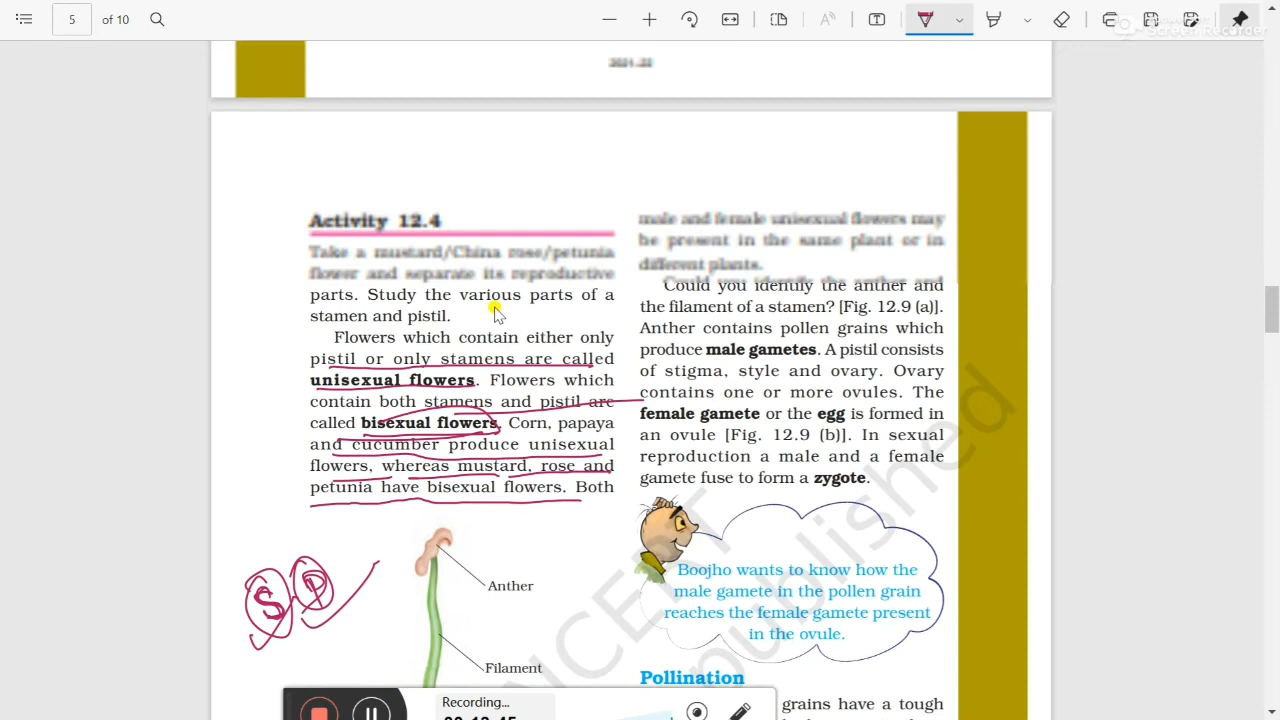 5 of 10
Screen Recorder
2021-22
Activity 12.4
Take a mustard/China rose/petunia
flower and separate its reproductive
parts. Study the various parts of a
stamen and pistil.
Flowers which contain either only
pistil or only stamens are called
unisexual flowers. Flowers which
contain both stamens and pistil are
called bisexual flowers. Corn, papaya
and cucumber produce unisexual
flowers, whereas mustard, rose and
petunia have bisexual flowers. Both
S P
Anther
Filament
male and female unisexual flowers may
be present in the same plant or in
different plants.
Could you identify the anther and
the filament of a stamen? [Fig. 12.9 (a)].
Anther contains pollen grains which
produce male gametes. A pistil consists
of stigma, style and ovary. Ovary
contains one or more ovules. The
female gamete or the egg is formed in
an ovule [Fig. 12.9 (b)]. In sexual
reproduction a male and a female
gamete fuse to form a zygote.
Boojho wants to know how the
male gamete in the pollen grain
reaches the female gamete present
in the ovule.
Pollination
grains have a tough
NCERT
published
Recording...